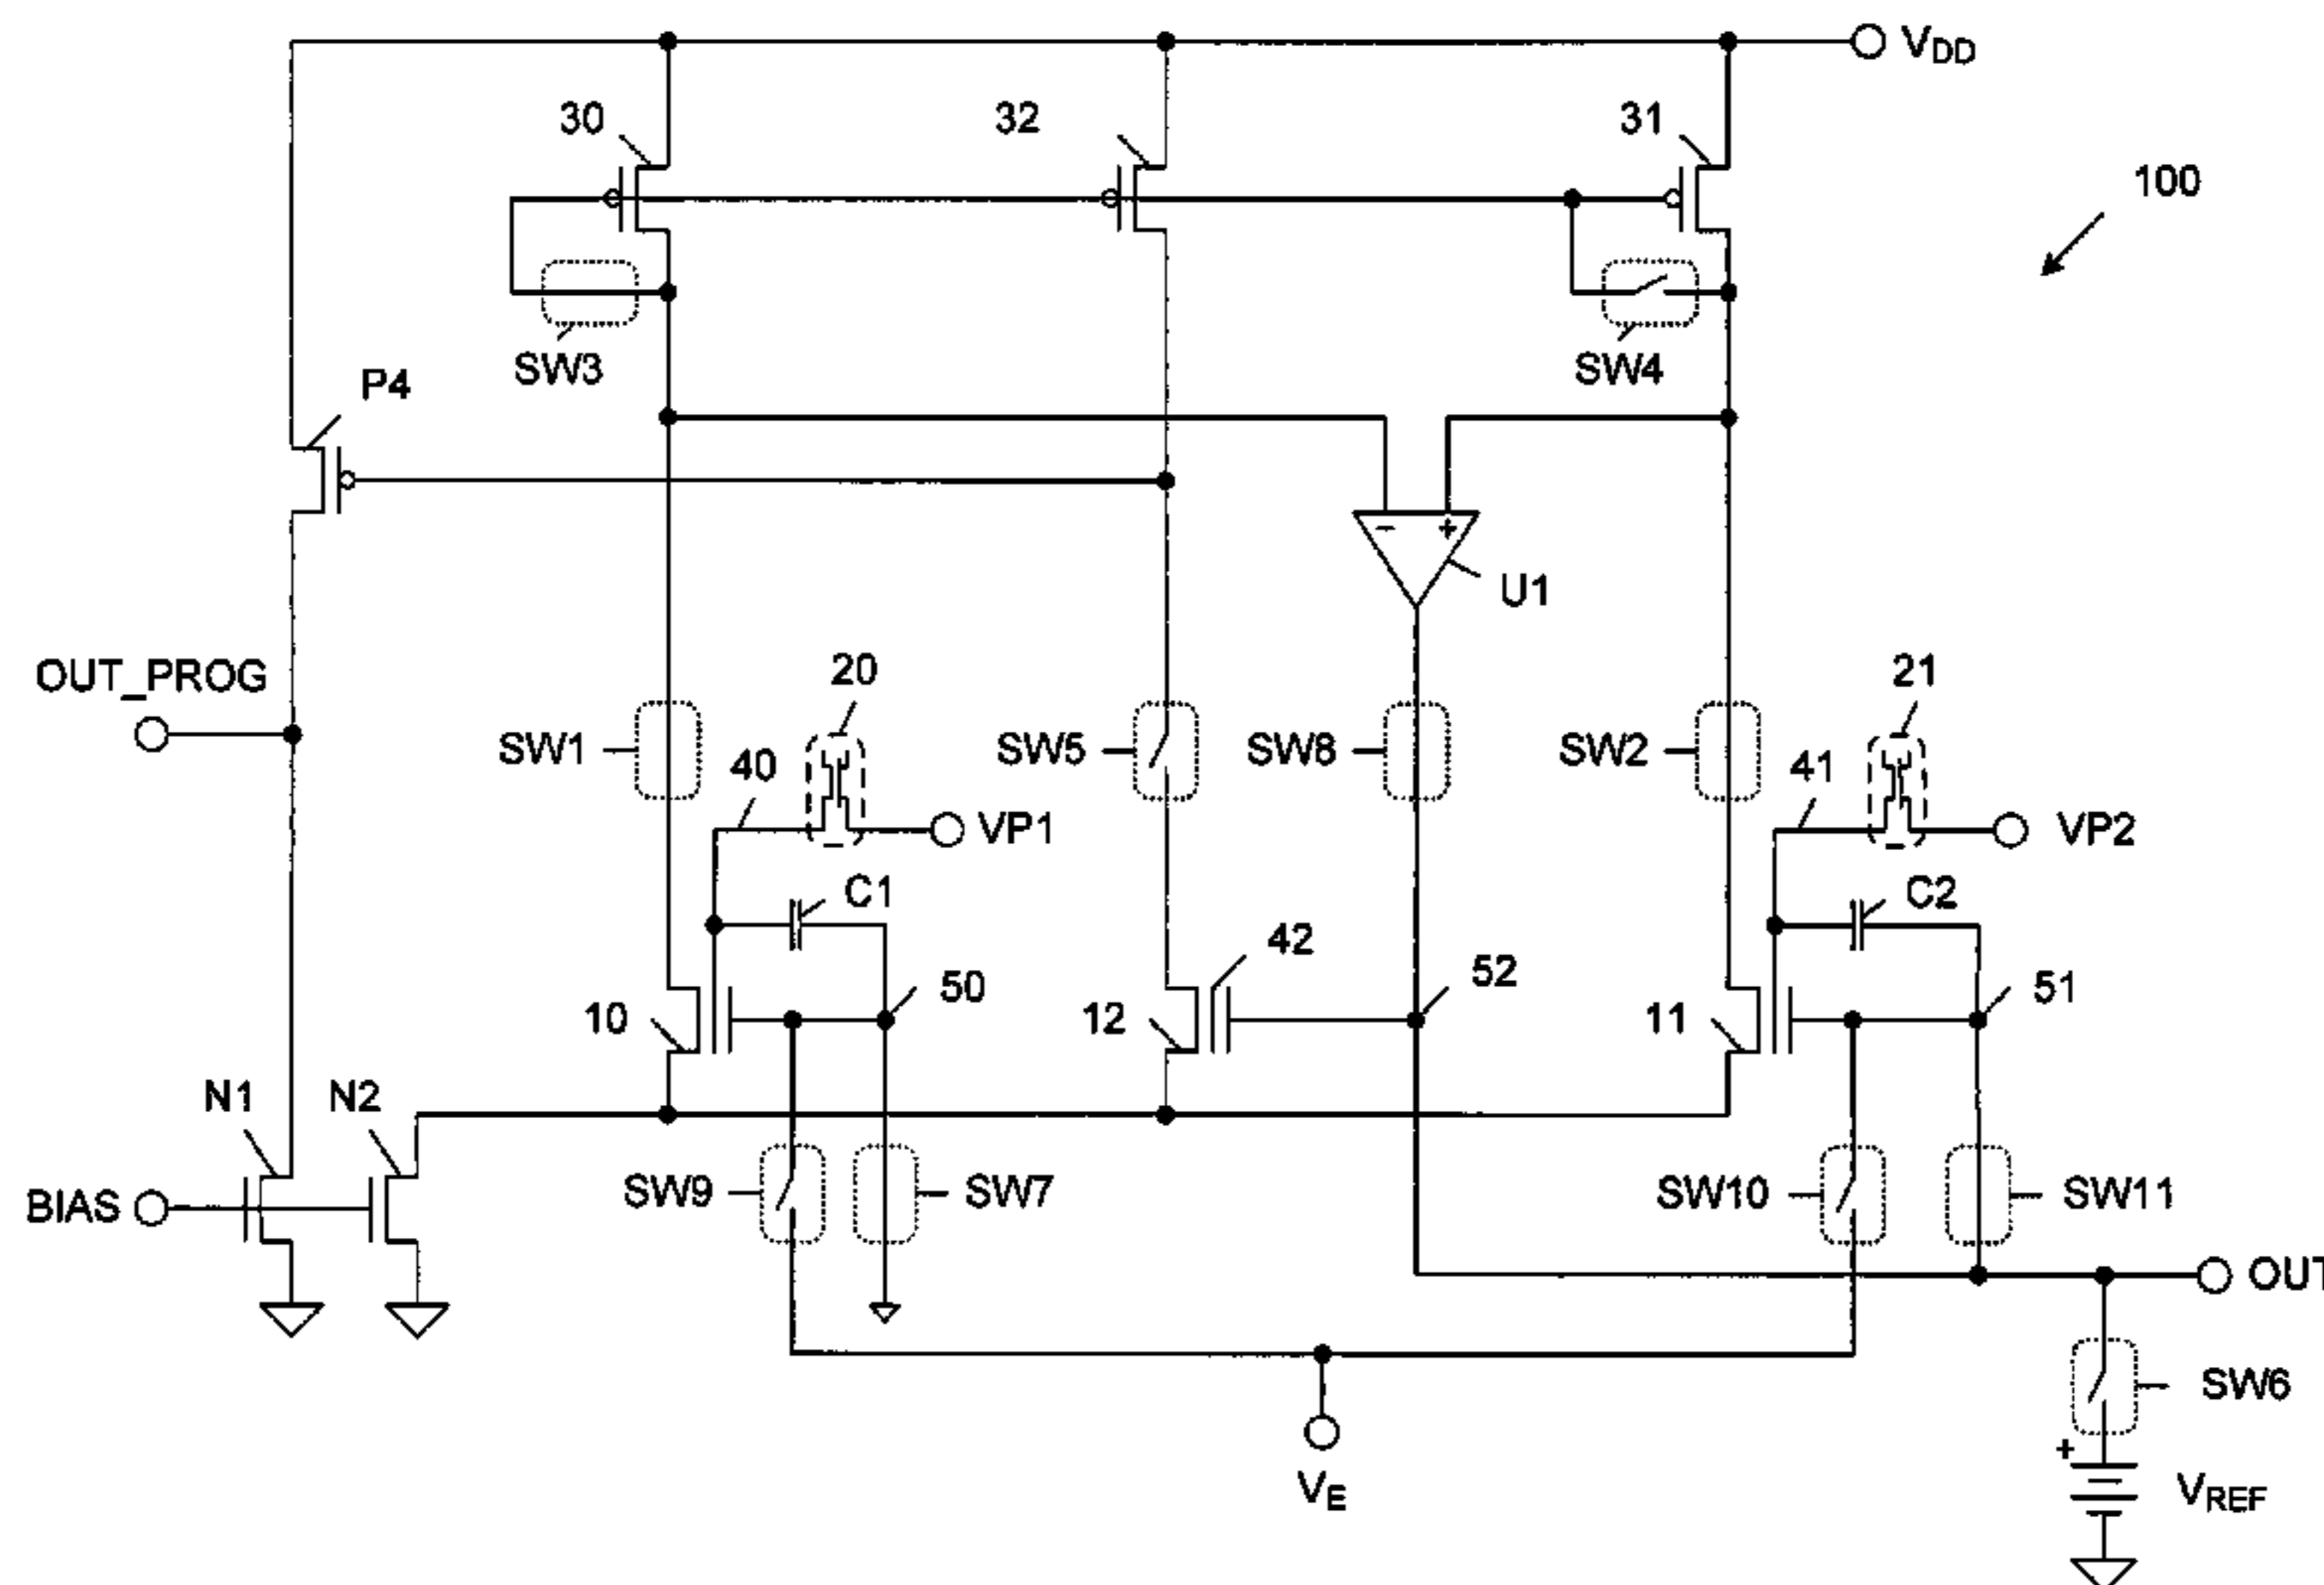 VDD
30
32
31
100
SW3
SW4
P4
U1
OUT_PROG
20
21
SW1
SW5
SW8
SW2
40
41
VP1
VP2
C1
C2
42
50
52
51
10
12
11
N1
N2
SW9
SW7
SW10
SW11
BIAS
OUT
SW6
VE
+
VREF
-
+